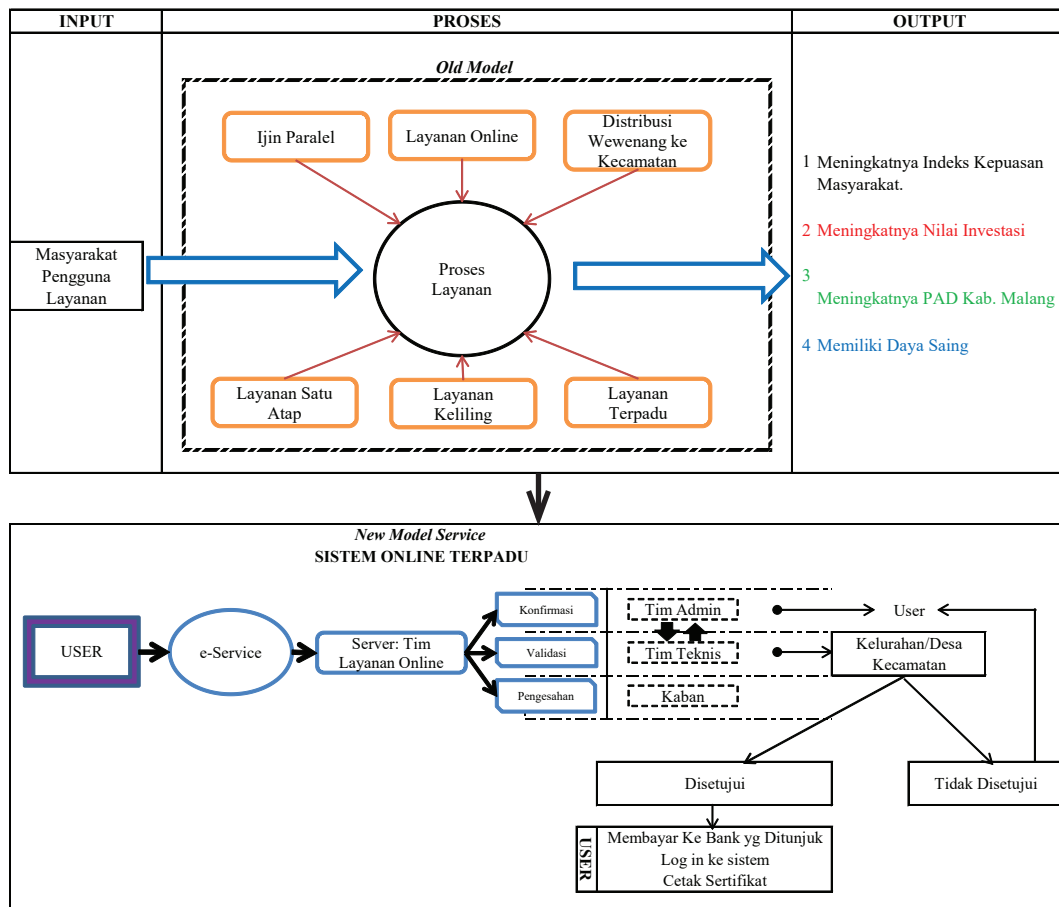 INPUT
PROSES
OUTPUT
Old Model
Ijin Paralel
Layanan Online
Distribusi
Wewenang ke
Kecamatan
Masyarakat
Pengguna
Layanan
Proses
Layanan
Layanan Satu
Atap
Layanan
Keliling
Layanan
Terpadu
1 Meningkatnya Indeks Kepuasan
Masyarakat.
2 Meningkatnya Nilai Investasi
3
Meningkatnya PAD Kab. Malang
4 Memiliki Daya Saing
New Model Service
SISTEM ONLINE TERPADU
USER
e-Service
Server: Tim
Layanan Online
Konfirmasi
Validasi
Pengesahan
Tim Admin
Tim Teknis
Kaban
User
Kelurahan/Desa
Kecamatan
Disetujui
Tidak Disetujui
USER
Membayar Ke Bank yg Ditunjuk
Log in ke sistem
Cetak Sertifikat